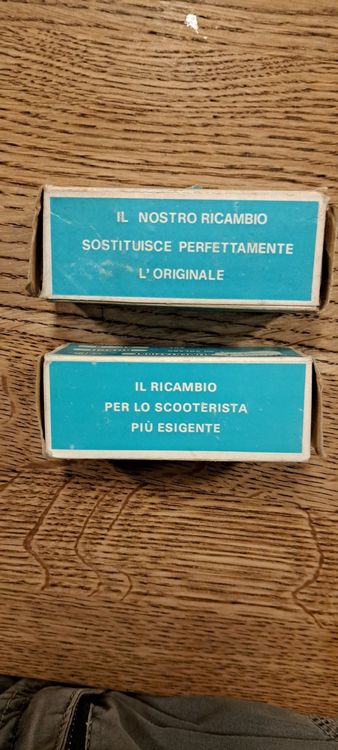 IL NOSTRO RICAMBIO
SOSTITUISCE PERFETTAMENTE
L'ORIGINALE
IL RICAMBIO
PER LO SCOOTERISTA
PIÙ ESIGENTE